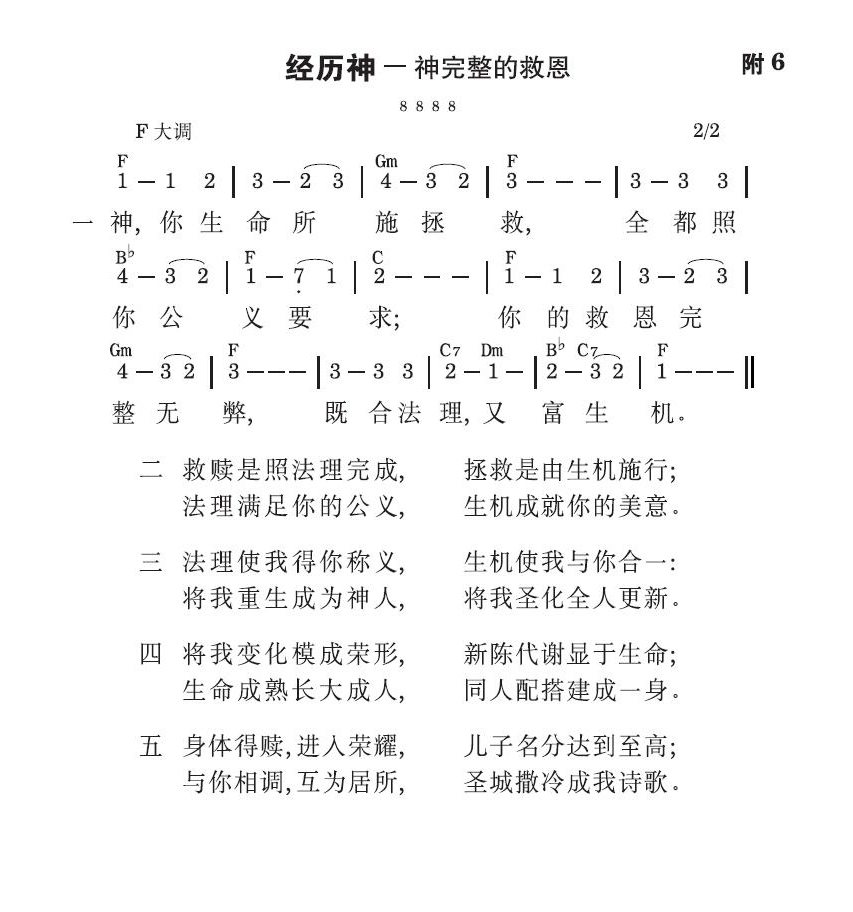 经历神 — 神完整的救恩 附 6
8 8 8 8
F 大调 2/2
F Gm F
1 — 1 2 | 3 — 2 3 | 4 — 3 2 | 3 — — — | 3 — 3 3 |
一 神, 你 生 命 所 施 拯 救, 全 都 照
B♭ F C F
4 — 3 2 | 1 — 7̣ 1 | 2 — — — | 1 — 1 2 | 3 — 2 3 |
你 公 义 要 求; 你 的 救 恩 完
Gm F C7 Dm B♭ C7 F
4 — 3 2 | 3 — — — | 3 — 3 3 | 2 — 1 — | 2 — 3 2 | 1 — — — ‖
整 无 弊, 既 合 法 理, 又 富 生 机。
二 救赎是照法理完成, 拯救是由生机施行;
法理满足你的公义, 生机成就你的美意。
三 法理使我得你称义, 生机使我与你合一:
将我重生成为神人, 将我圣化全人更新。
四 将我变化模成荣形, 新陈代谢显于生命;
生命成熟长大成人, 同人配搭建成一身。
五 身体得赎,进入荣耀, 儿子名分达到至高;
与你相调,互为居所, 圣城撒冷成我诗歌。